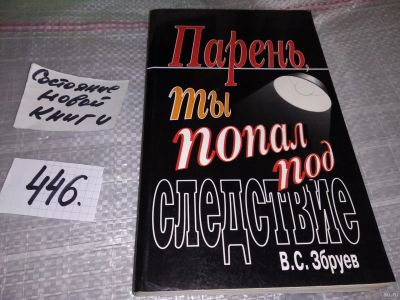 Состояние
новой
книги
446.
Парень,
ты
попал
под
следствие
В.С. Збруев